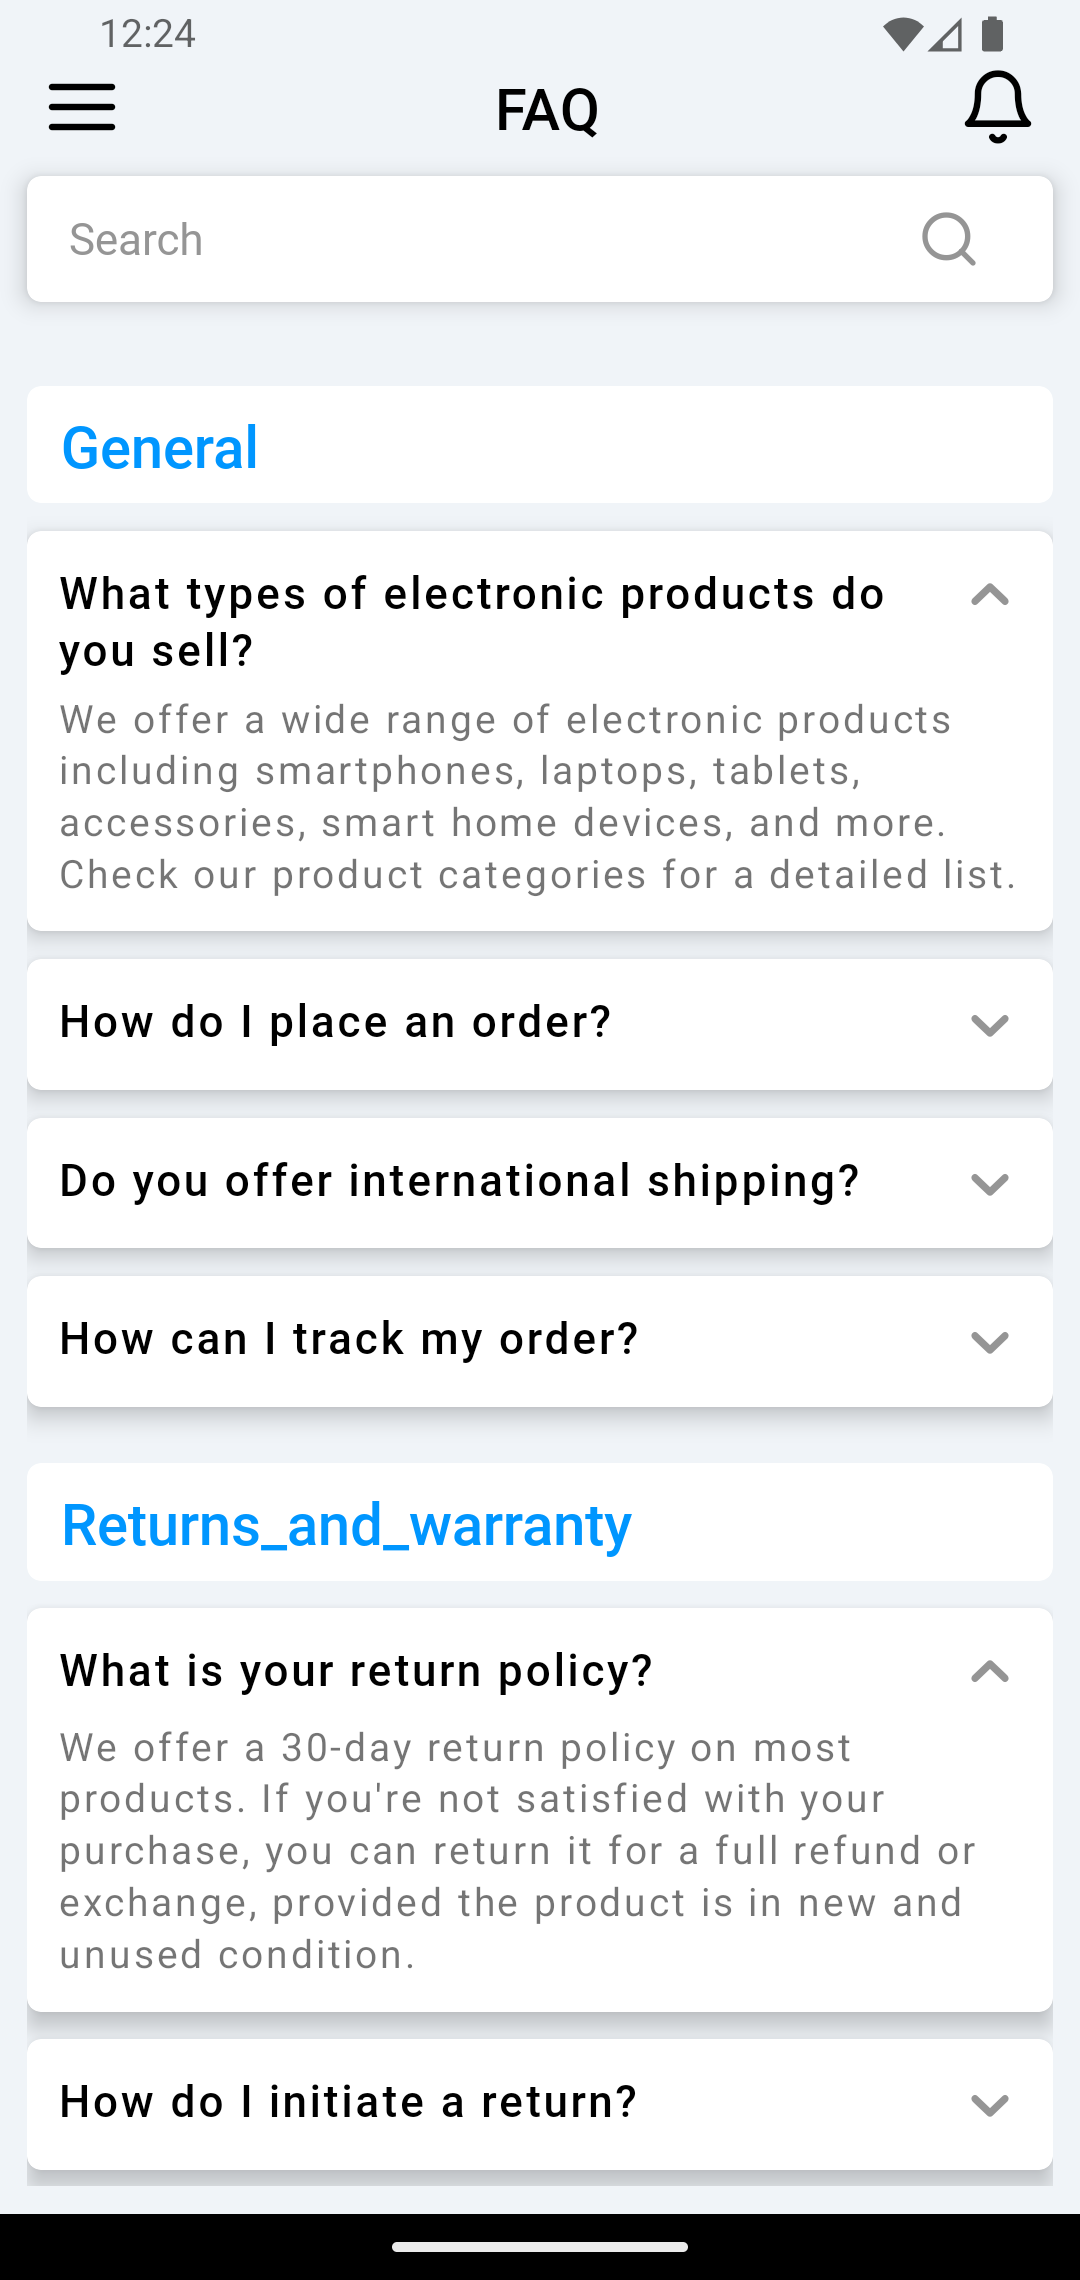 12:24
FAQ
Search
General
What types of electronic products do
you sell?
We offer a wide range of electronic products
including smartphones, laptops, tablets,
accessories, smart home devices, and more.
Check our product categories for a detailed list.
How do I place an order?
Do you offer international shipping?
How can I track my order?
Returns_and_warranty
What is your return policy?
We offer a 30-day return policy on most
products. If you're not satisfied with your
purchase, you can return it for a full refund or
exchange, provided the product is in new and
unused condition.
How do I initiate a return?